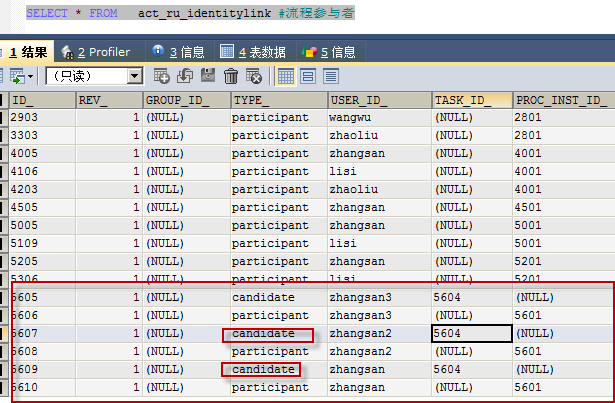 SELECT * FROM act_ru_identitylink #流程参与者
1 结果 2 Profiler 3 信息 4 表数据 5 信息
(只读)
ID_ REV_ GROUP_ID_ TYPE_ USER_ID_ TASK_ID_ PROC_INST_ID_
2903 1 (NULL) participant wangwu (NULL) 2801
3303 1 (NULL) participant zhaoliu (NULL) 2801
4005 1 (NULL) participant zhangsan (NULL) 4001
4106 1 (NULL) participant lisi (NULL) 4001
4203 1 (NULL) participant zhaoliu (NULL) 4001
4505 1 (NULL) participant zhangsan (NULL) 4501
5005 1 (NULL) participant zhangsan (NULL) 5001
5109 1 (NULL) participant lisi (NULL) 5001
5205 1 (NULL) participant zhangsan (NULL) 5201
5306 1 (NULL) participant lisi (NULL) 5201
5605 1 (NULL) candidate zhangsan3 5604 (NULL)
5606 1 (NULL) participant zhangsan3 (NULL) 5601
5607 1 (NULL) candidate zhangsan2 5604 (NULL)
5608 1 (NULL) participant zhangsan2 (NULL) 5601
5609 1 (NULL) candidate zhangsan 5604 (NULL)
5610 1 (NULL) participant zhangsan (NULL) 5601